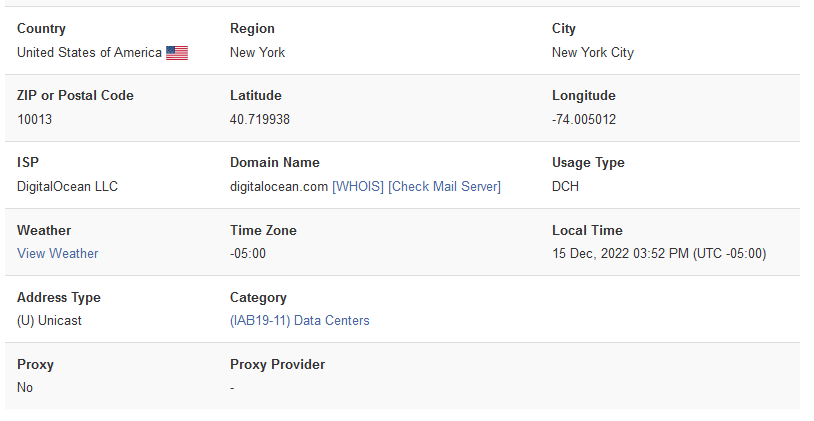 Country Region City
United States of America New York New York City
ZIP or Postal Code Latitude Longitude
10013 40.719938 -74.005012
ISP Domain Name Usage Type
DigitalOcean LLC digitalocean.com [WHOIS] [Check Mail Server] DCH
Weather Time Zone Local Time
View Weather -05:00 15 Dec, 2022 03:52 PM (UTC -05:00)
Address Type Category
(U) Unicast (IAB19-11) Data Centers
Proxy Proxy Provider
No -